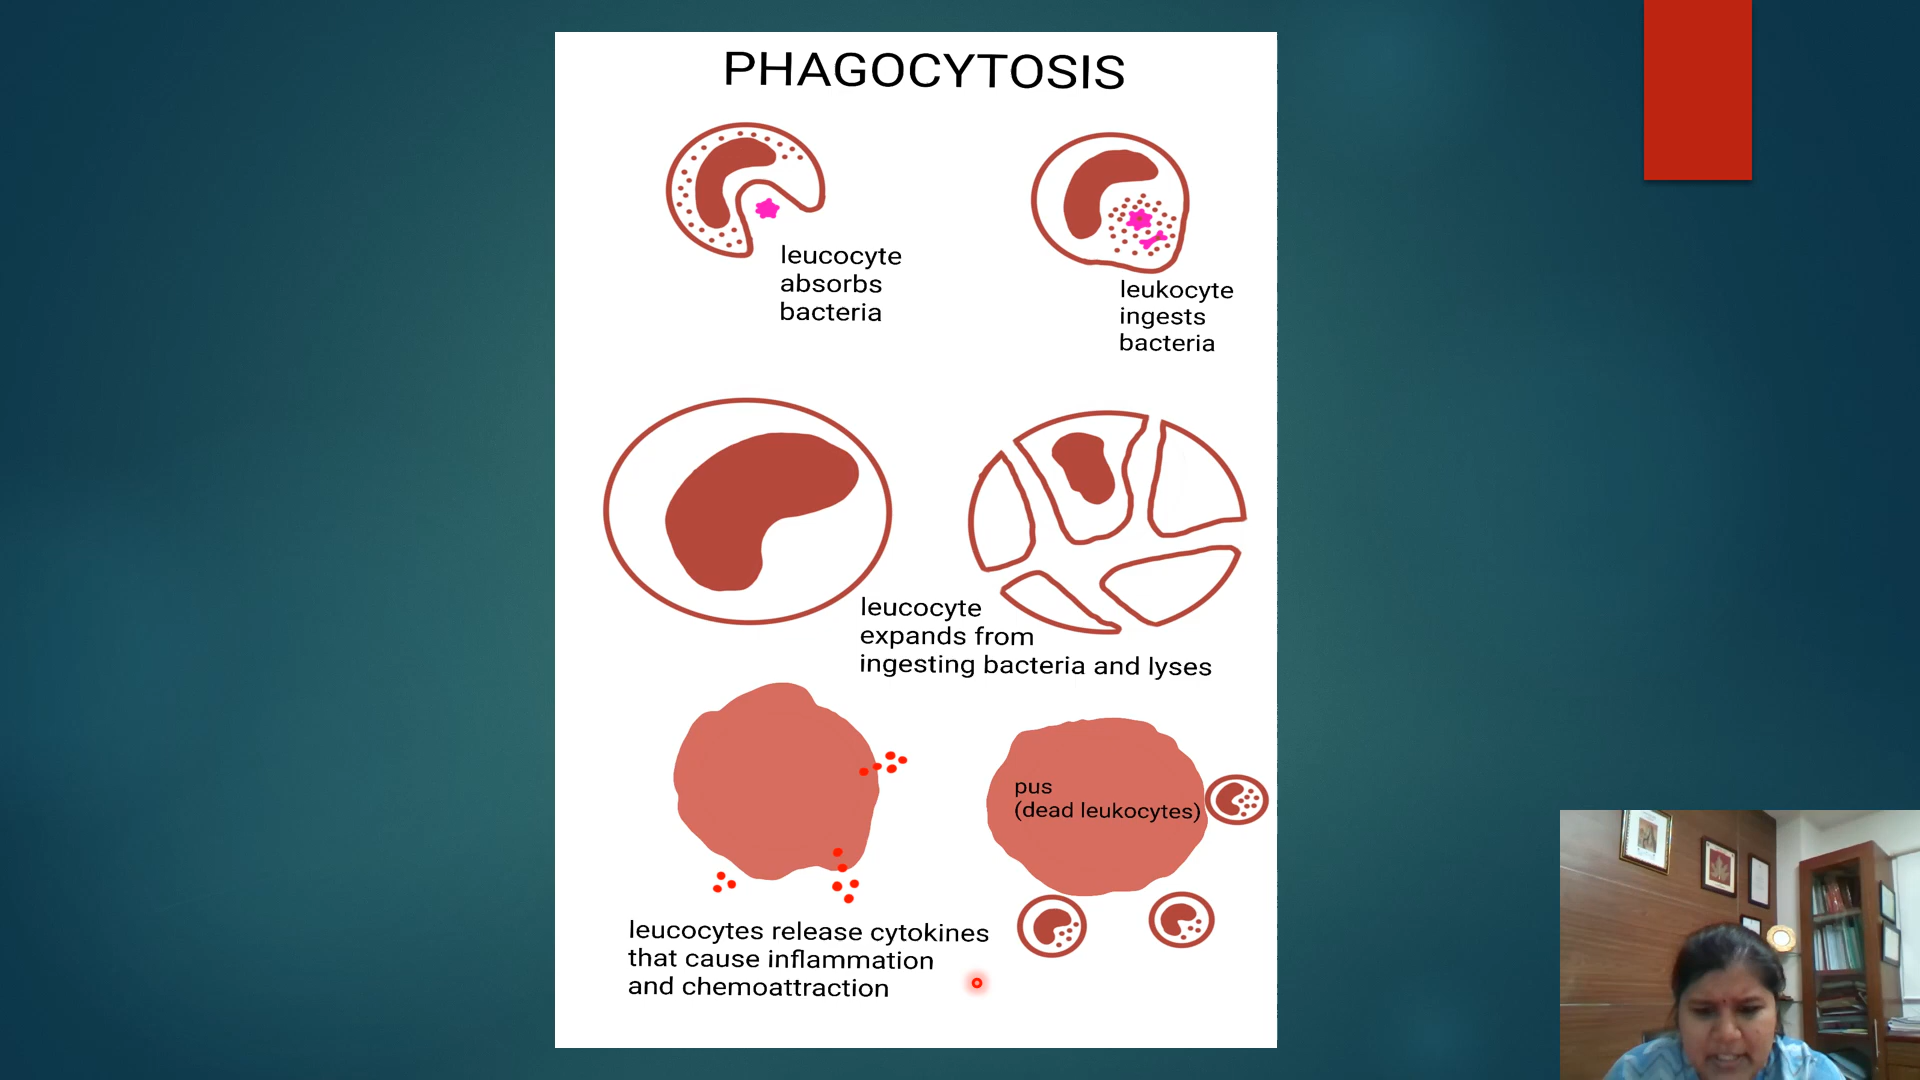 PHAGOCYTOSIS
leucocyte
absorbs
bacteria
leukocyte
ingests
bacteria
leucocyte
expands from
ingesting bacteria and lyses
pus
(dead leukocytes)
leucocytes release cytokines
that cause inflammation
and chemoattraction